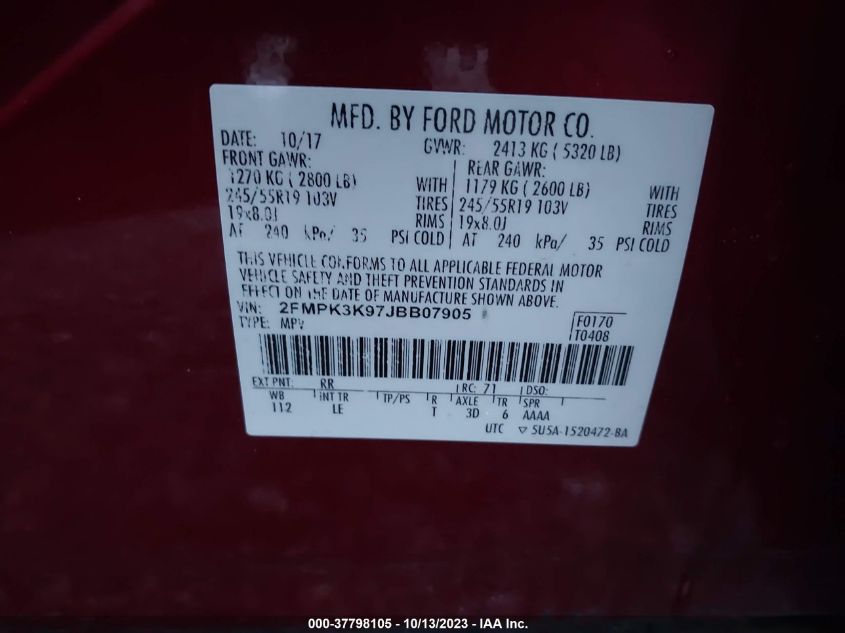 MFD. BY FORD MOTOR CO.
DATE: 10/17 GVWR: 2413 KG ( 5320 LB)
FRONT GAWR: REAR GAWR:
1270 KG ( 2800 LB) WITH 1179 KG ( 2600 LB) WITH
245/55R19 103V TIRES 245/55R19 103V TIRES
19x8.0J RIMS 19x8.0J RIMS
AT 240 kPa/ 35 PSI COLD AT 240 kPa/ 35 PSI COLD
THIS VEHICLE CONFORMS TO ALL APPLICABLE FEDERAL MOTOR
VEHICLE SAFETY AND THEFT PREVENTION STANDARDS IN
EFFECT ON THE DATE OF MANUFACTURE SHOWN ABOVE.
VIN: 2FMPK3K97JBB07905
TYPE: MPV
F0170
T0408
EXT PNT: RR RC: 71 DSO:
WB INT TR TP/PS R AXLE TR SPR
112 LE T 3D 6 AAAA
UTC ▽ 5U5A-1520472-BA
000-37798105 - 10/13/2023 - IAA Inc.